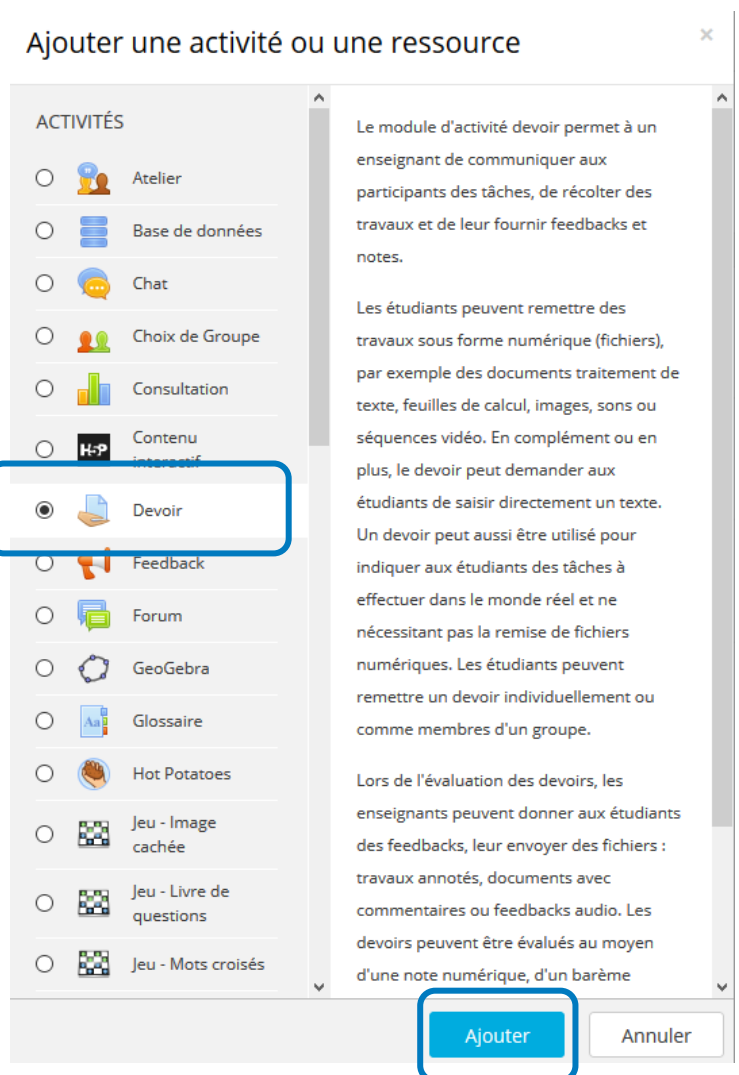 Ajouter une activité ou une ressource
×
ACTIVITÉS
Atelier
Base de données
Chat
Choix de Groupe
Consultation
H5P
Contenu
interactif
Devoir
Feedback
Forum
GeoGebra
Aa
Glossaire
Hot Potatoes
Jeu - Image
cachée
Jeu - Livre de
questions
Jeu - Mots croisés
Le module d'activité devoir permet à un
enseignant de communiquer aux
participants des tâches, de récolter des
travaux et de leur fournir feedbacks et
notes.
Les étudiants peuvent remettre des
travaux sous forme numérique (fichiers),
par exemple des documents traitement de
texte, feuilles de calcul, images, sons ou
séquences vidéo. En complément ou en
plus, le devoir peut demander aux
étudiants de saisir directement un texte.
Un devoir peut aussi être utilisé pour
indiquer aux étudiants des tâches à
effectuer dans le monde réel et ne
nécessitant pas la remise de fichiers
numériques. Les étudiants peuvent
remettre un devoir individuellement ou
comme membres d'un groupe.
Lors de l'évaluation des devoirs, les
enseignants peuvent donner aux étudiants
des feedbacks, leur envoyer des fichiers :
travaux annotés, documents avec
commentaires ou feedbacks audio. Les
devoirs peuvent être évalués au moyen
d'une note numérique, d'un barème
Ajouter
Annuler